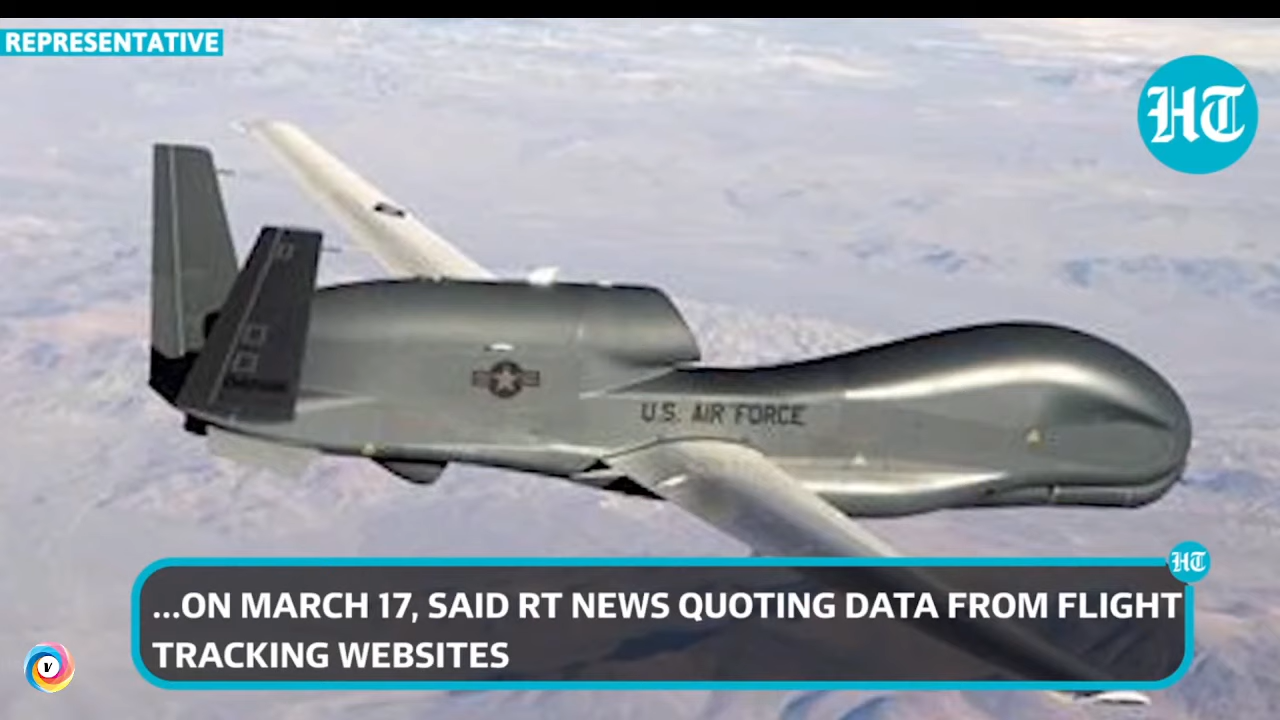 REPRESENTATIVE
HT
U.S. AIR FORCE
HT
...ON MARCH 17, SAID RT NEWS QUOTING DATA FROM FLIGHT
TRACKING WEBSITES